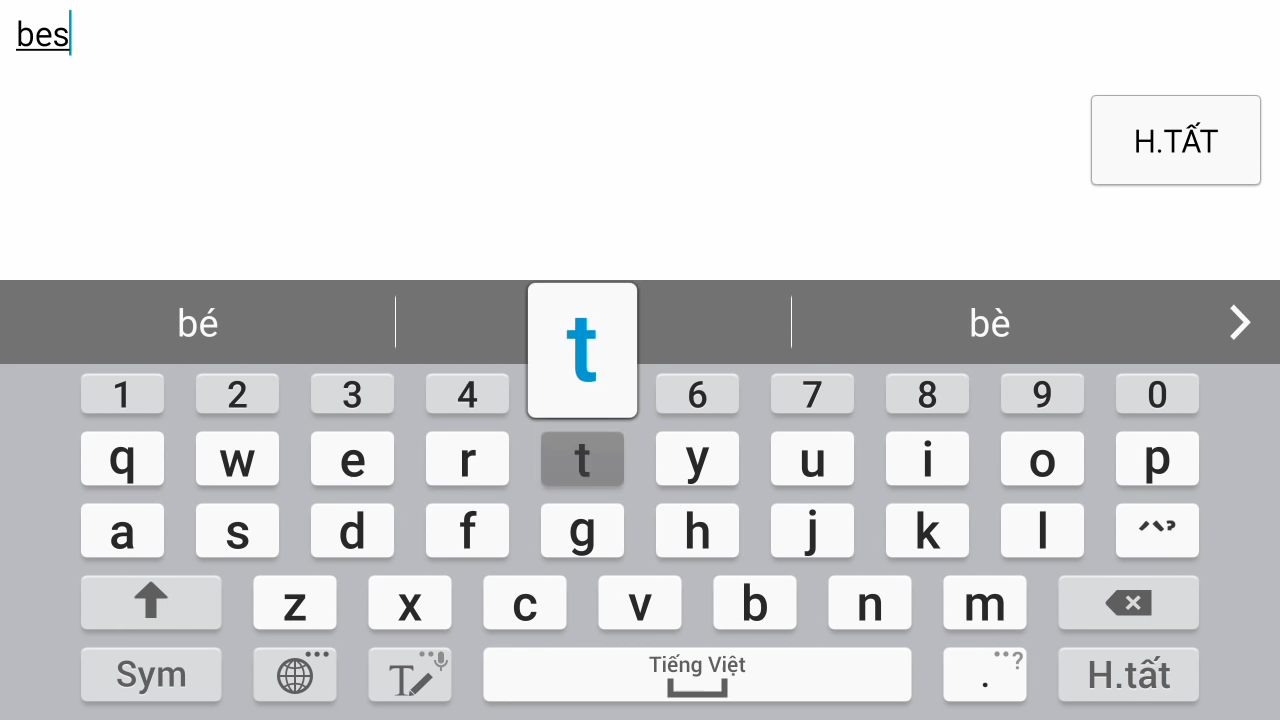 bes
H.TẤT
bé
bè
t
1 2 3 4 6 7 8 9 0
q w e r t y u i o p
a s d f g h j k l ^~?
z x c v b n m
Sym
Tiếng Việt
. ?
H.tất